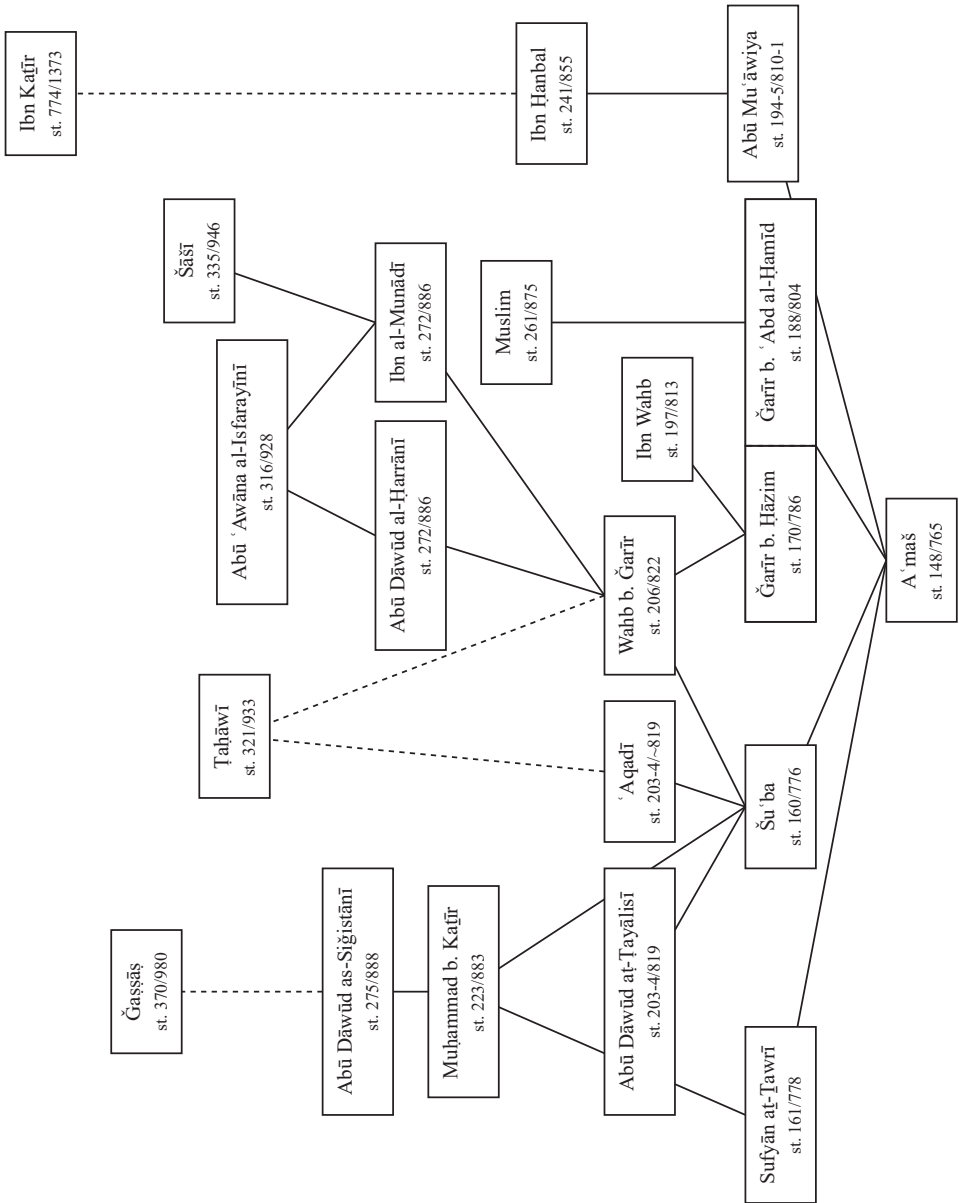 Ibn Kaṯīr
st. 774/1373
Šāšī
st. 335/946
Abū ʿAwāna al-Isfarayīnī
st. 316/928
Ṭaḥāwī
st. 321/933
Ǧaṣṣāṣ
st. 370/980
Abū Dāwūd as-Siǧistānī
st. 275/888
Ibn al-Munādī
st. 272/886
Abū Dāwūd al-Ḥarrānī
st. 272/886
Muḥammad b. Kaṯīr
st. 223/883
Ibn Ḥanbal
st. 241/855
Muslim
st. 261/875
Ibn Wahb
st. 197/813
Wahb b. Ǧarīr
st. 206/822
ʿAqadī
st. 203-4/~819
Abū Dāwūd aṭ-Ṭayālisī
st. 203-4/819
Abū Muʿāwiya
st. 194-5/810-1
Ǧarīr b. ʿAbd al-Ḥamīd
st. 188/804
Ǧarīr b. Ḥāzim
st. 170/786
Šuʿba
st. 160/776
Sufyān aṯ-Ṯawrī
st. 161/778
Aʿmaš
st. 148/765